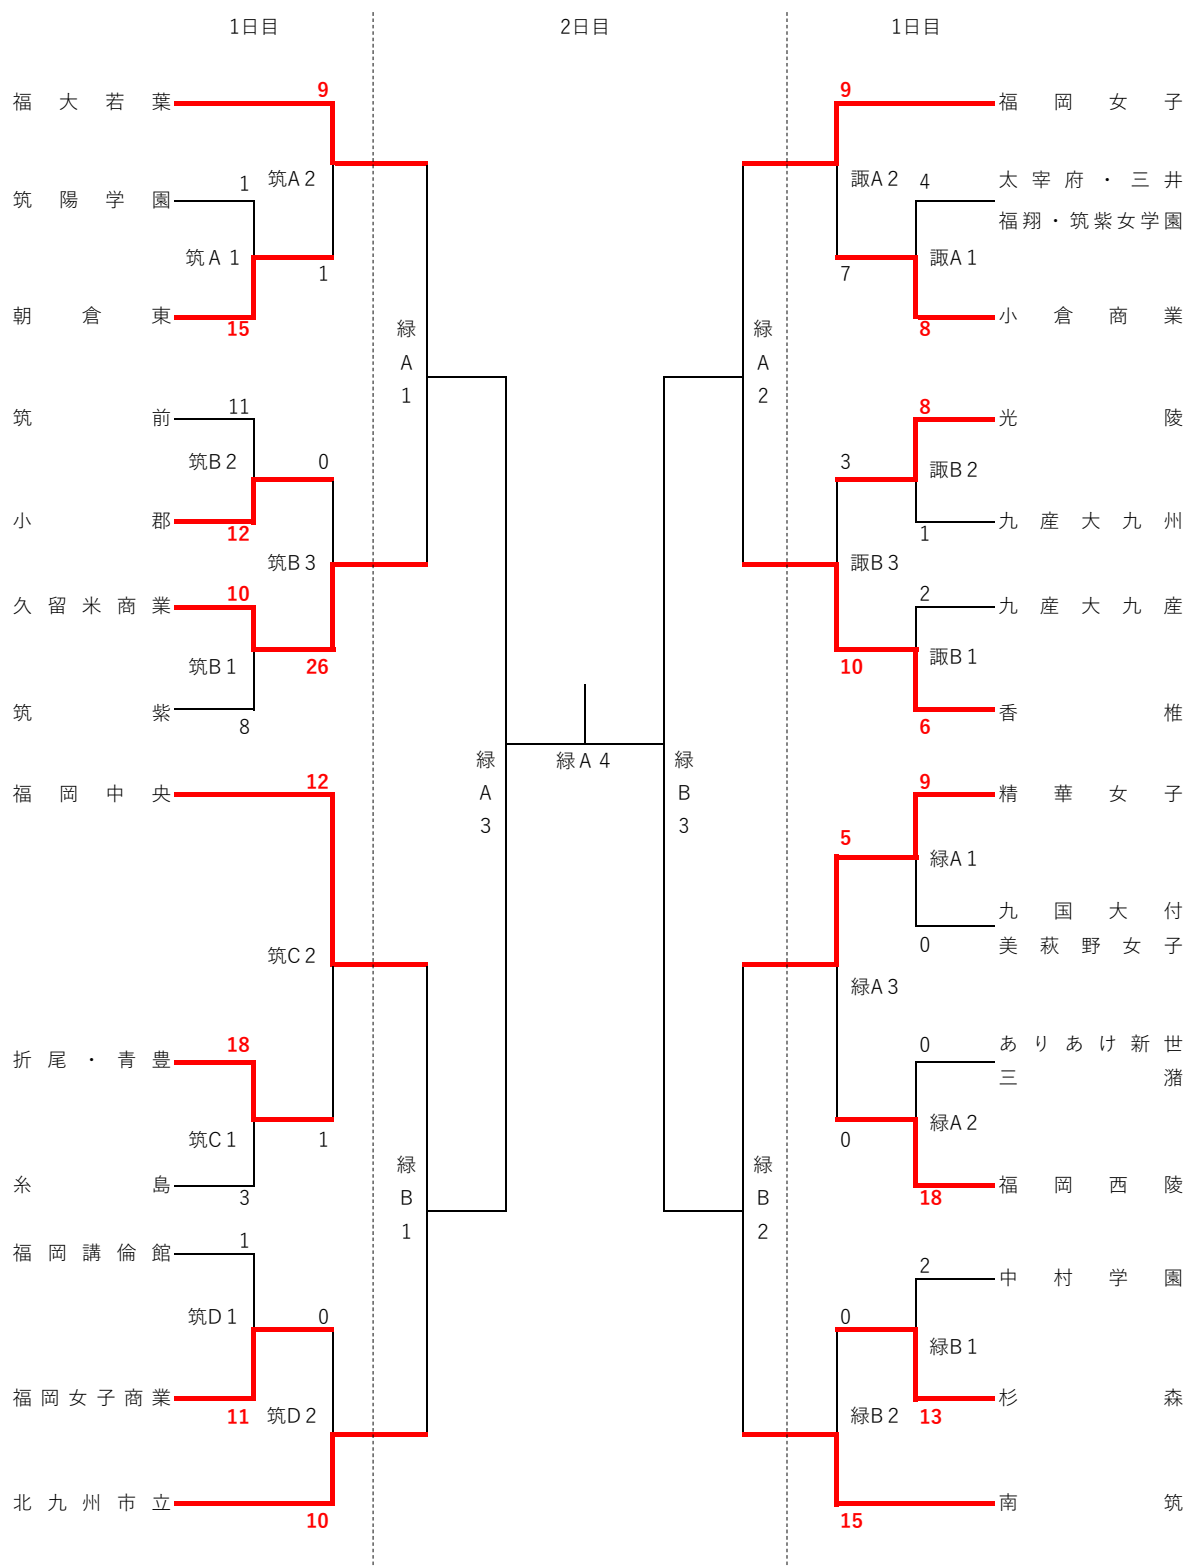 1日目
2日目
1日目
福大若葉
9
筑A2
筑陽学園
1
筑A1
1
朝倉東
15
筑前
11
筑B2
0
小郡
12
筑B3
久留米商業
10
筑B1
26
筑紫
8
福岡中央
12
筑C2
折尾・青豊
18
筑C1
1
糸島
3
福岡講倫館
1
筑D1
0
福岡女子商業
11
筑D2
北九州市立
10
緑A1
緑B1
緑A3
緑A4
緑B3
緑A2
緑B2
9
福岡女子
諏A2
4
太宰府・三井
福翔・筑紫女学園
諏A1
7
小倉商業
8
8
光陵
3
諏B2
九産大九州
1
諏B3
2
九産大九産
諏B1
10
香椎
6
9
精華女子
5
緑A1
九国大付
0
美萩野女子
緑A3
0
ありあけ新世
三潴
緑A2
0
福岡西陵
18
2
中村学園
0
緑B1
杉森
13
緑B2
南筑
15